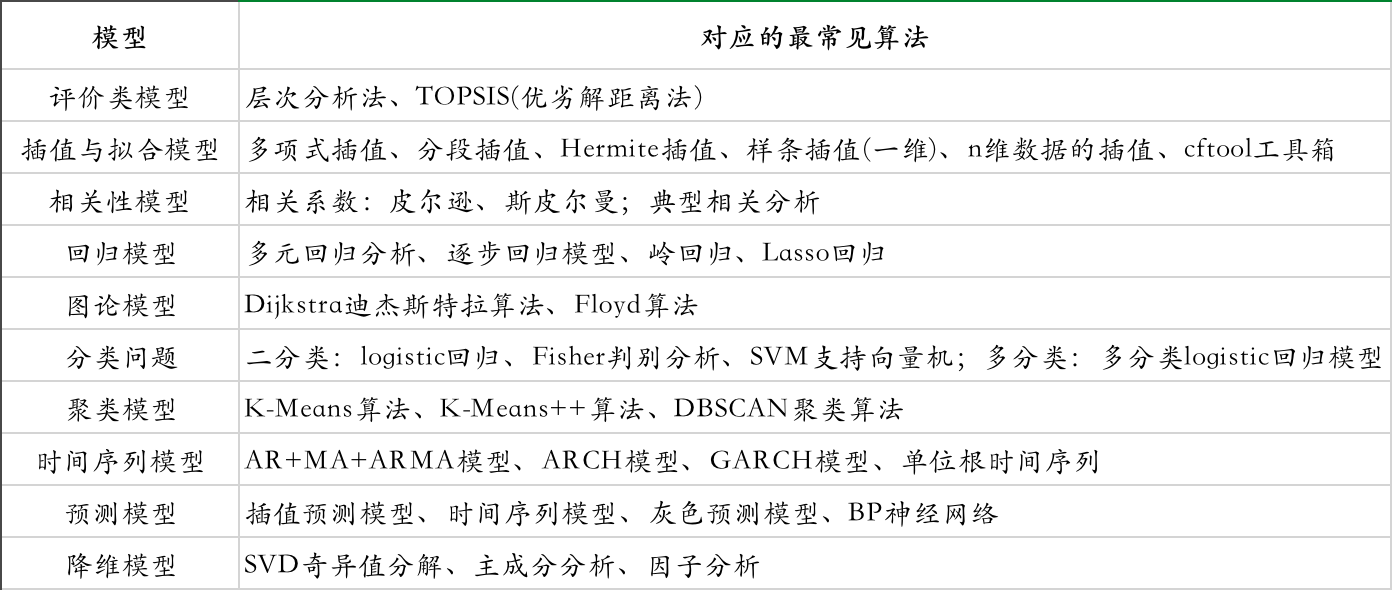 模型 对应的最常见算法
评价类模型 层次分析法、TOPSIS(优劣解距离法)
插值与拟合模型 多项式插值、分段插值、Hermite插值、样条插值(一维)、n维数据的插值、cftool工具箱
相关性模型 相关系数：皮尔逊、斯皮尔曼；典型相关分析
回归模型 多元回归分析、逐步回归模型、岭回归、Lasso回归
图论模型 Dijkstra迪杰斯特拉算法、Floyd算法
分类问题 二分类：logistic回归、Fisher判别分析、SVM支持向量机；多分类：多分类logistic回归模型
聚类模型 K-Means算法、K-Means++算法、DBSCAN聚类算法
时间序列模型 AR+MA+ARMA模型、ARCH模型、GARCH模型、单位根时间序列
预测模型 插值预测模型、时间序列模型、灰色预测模型、BP神经网络
降维模型 SVD奇异值分解、主成分分析、因子分析